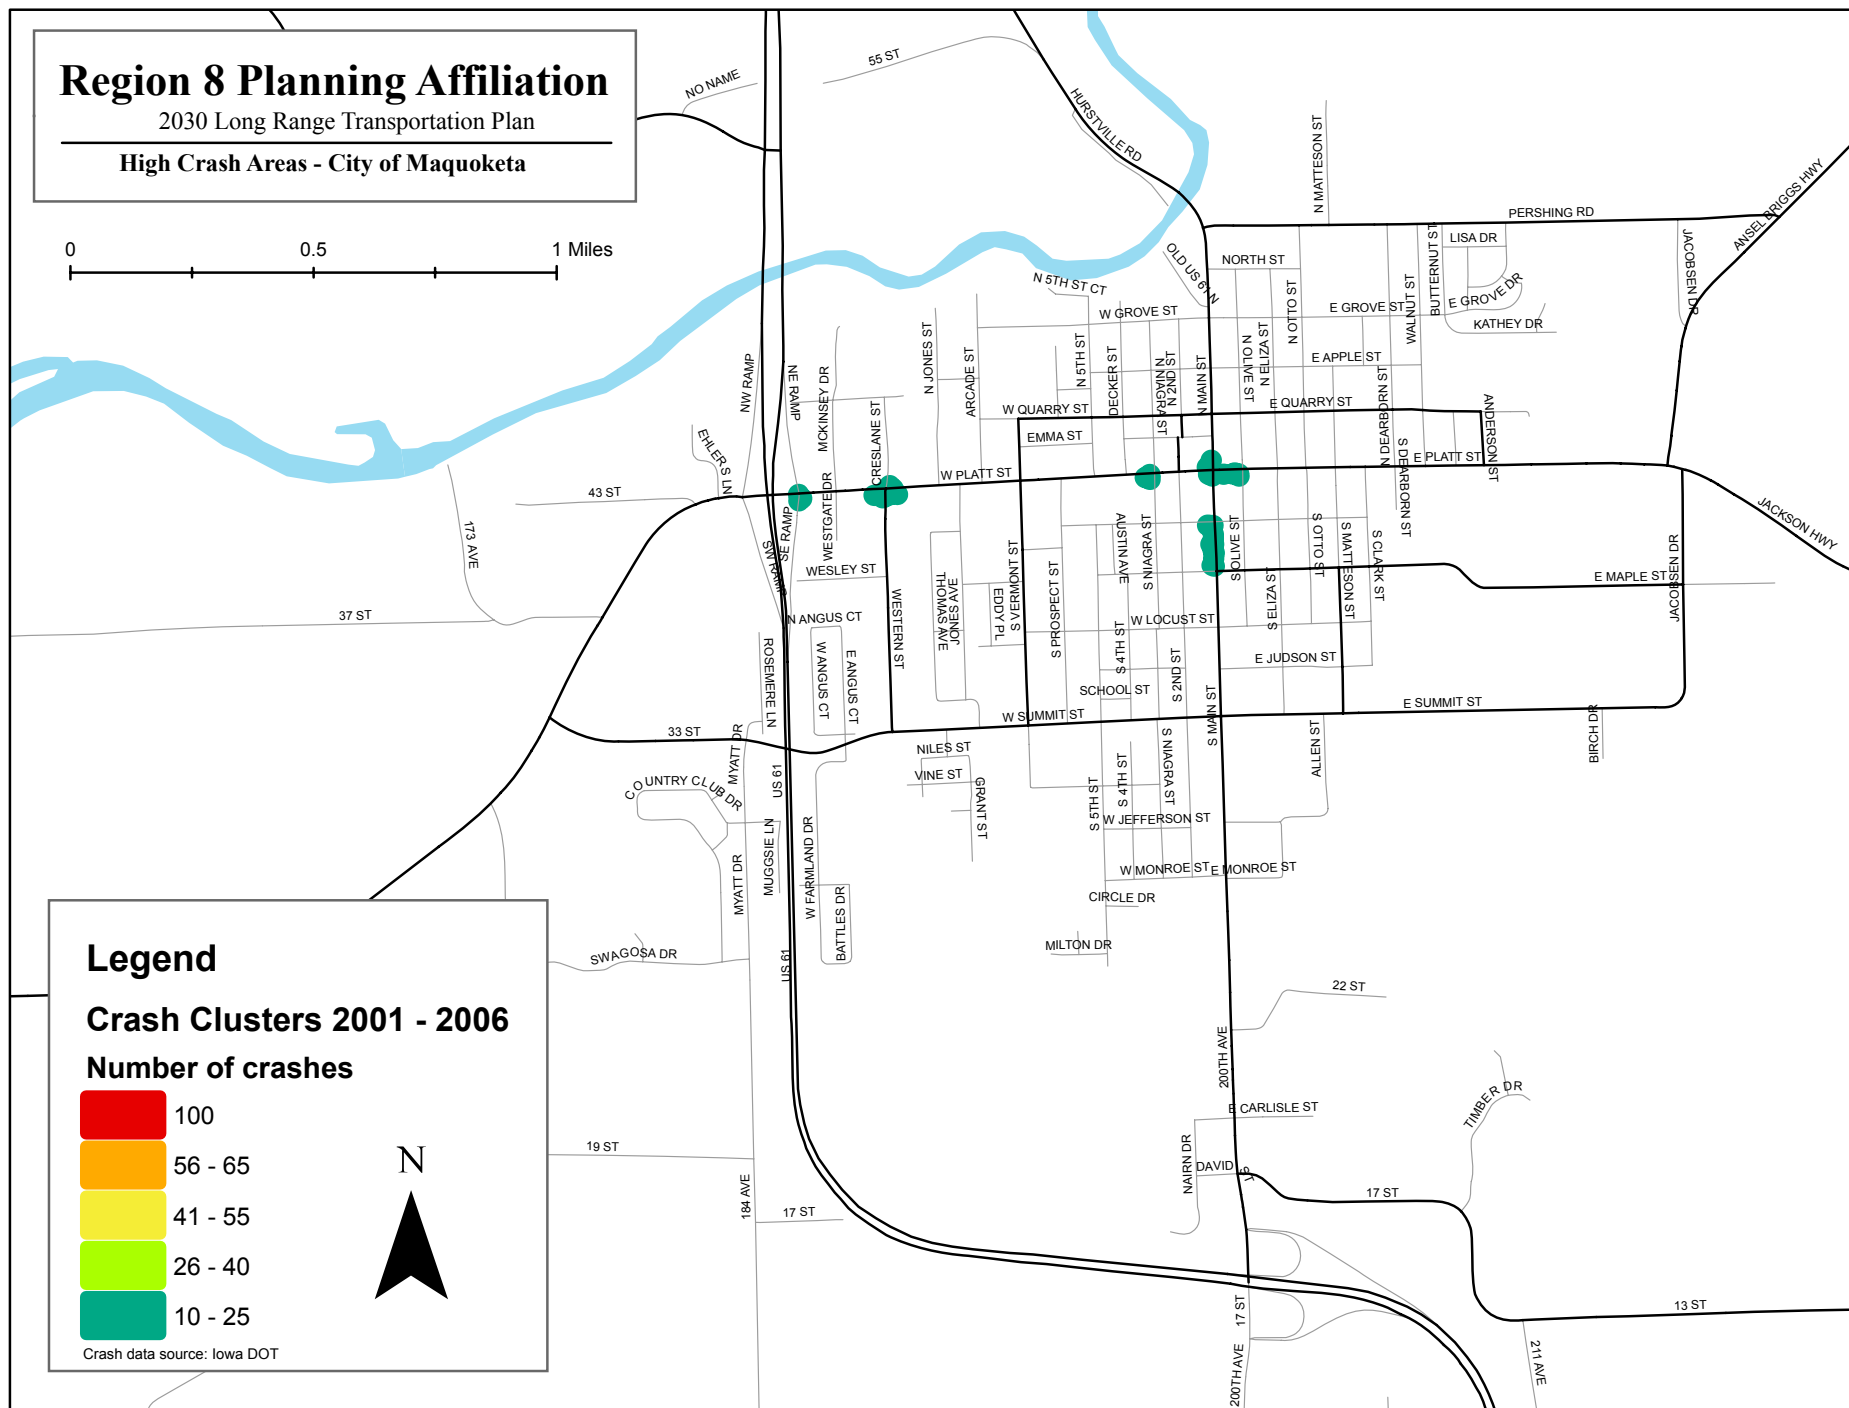 Region 8 Planning Affiliation
2030 Long Range Transportation Plan
High Crash Areas - City of Maquoketa
0 0.5 1 Miles
NO NAME
55 ST
HURSTVILLE RD
N MATTESON ST
PERSHING RD
ANSEL BRIGGS HWY
LISA DR
BUTTERNUT ST
JACOBSEN DR
OLD US 61 N
NORTH ST
N 5TH ST CT
W GROVE ST
E GROVE ST
E GROVE DR
KATHEY DR
WALNUT ST
N OTTO ST
N ELIZA ST
N OLIVE ST
N JONES ST
ARCADE ST
N 5TH ST
DECKER ST
N NIAGRA ST
N 2ND ST
N MAIN ST
E APPLE ST
NW RAMP
NE RAMP
MCKINSEY DR
CRESLANE ST
W QUARRY ST
E QUARRY ST
N DEARBORN ST
ANDERSON ST
EMMA ST
EHLERS LN
W PLATT ST
E PLATT ST
S DEARBORN ST
43 ST
WESTGATE DR
SE RAMP
SW RAMP
173 AVE
JACKSON HWY
AUSTIN AVE
S NIAGRA ST
S OLIVE ST
S OTTO ST
S MATTESON ST
S CLARK ST
WESLEY ST
E MAPLE ST
JACOBSEN DR
37 ST
N ANGUS CT
WESTERN ST
THOMAS AVE
JONES AVE
EDDY PL
S VERMONT ST
S PROSPECT ST
S ELIZA ST
W LOCUST ST
S 4TH ST
E JUDSON ST
ROSEMERE LN
W ANGUS CT
E ANGUS CT
S 2ND ST
SCHOOL ST
S MAIN ST
W SUMMIT ST
E SUMMIT ST
33 ST
MYATT DR
US 61
NILES ST
VINE ST
GRANT ST
S NIAGRA ST
ALLEN ST
BIRCH DR
COUNTRY CLUB DR
S 5TH ST
S 4TH ST
W JEFFERSON ST
MUGGSIE LN
W FARMLAND DR
MYATT DR
W MONROE ST
E MONROE ST
CIRCLE DR
BATTLES DR
MILTON DR
SWAGOSA DR
US 61
22 ST
200TH AVE
TIMBER DR
E CARLISLE ST
NAIRN DR
DAVID ST
19 ST
184 AVE
17 ST
17 ST
13 ST
17 ST
200TH AVE
211 AVE
Legend
Crash Clusters 2001 - 2006
Number of crashes
100
56 - 65
41 - 55
26 - 40
10 - 25
N
Crash data source: Iowa DOT